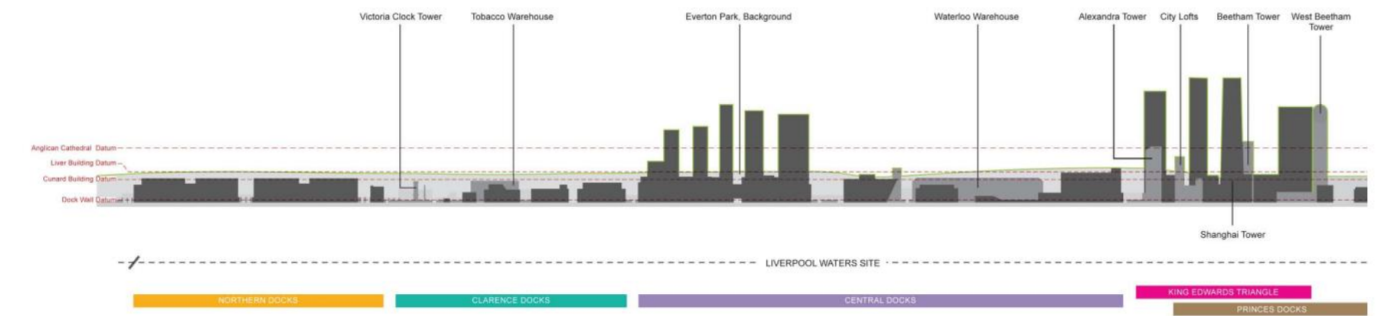 Victoria Clock Tower
Tobacco Warehouse
Everton Park, Background
Waterloo Warehouse
Alexandra Tower
City Lofts
Beetham Tower
West Beetham
Tower
Anglican Cathedral Datum
Liver Building Datum
Cunard Building Datum
Dock Wall Datum
Shanghai Tower
LIVERPOOL WATERS SITE
NORTHERN DOCKS
CLARENCE DOCKS
CENTRAL DOCKS
KING EDWARDS TRIANGLE
PRINCES DOCKS